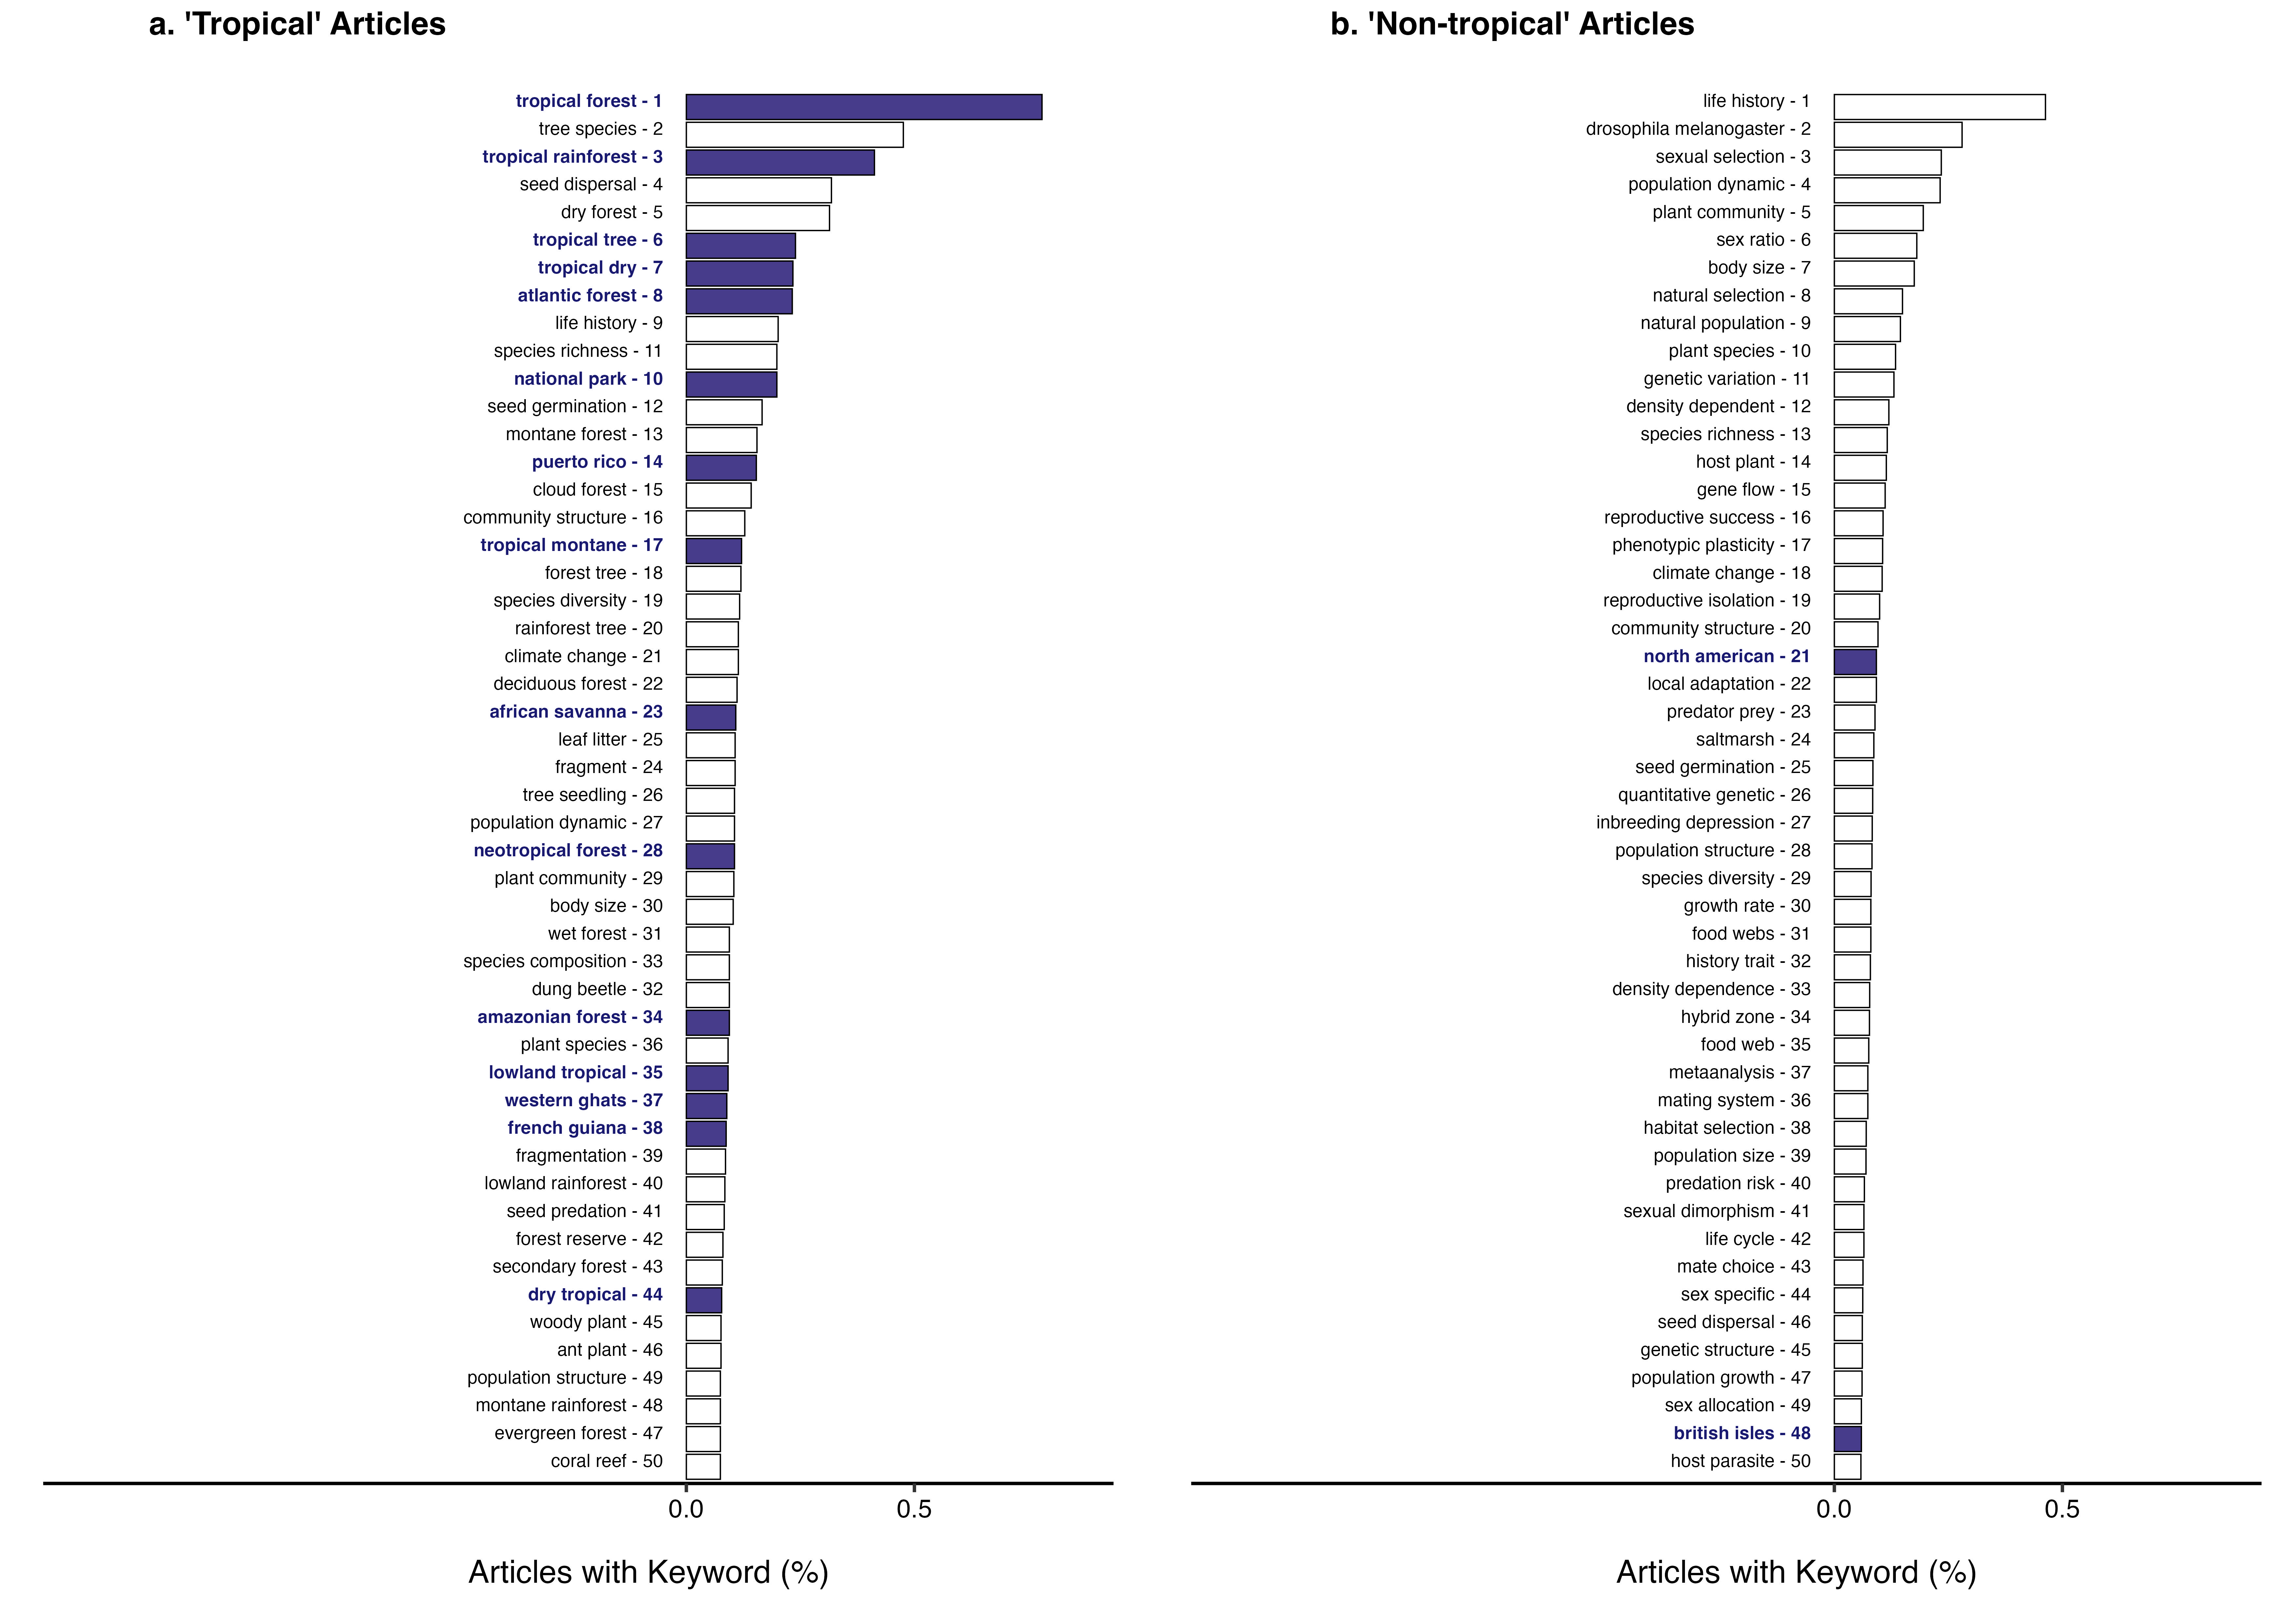 a. 'Tropical' Articles
tropical forest - 1
tree species - 2
tropical rainforest - 3
seed dispersal - 4
dry forest - 5
tropical tree - 6
tropical dry - 7
atlantic forest - 8
life history - 9
species richness - 11
national park - 10
seed germination - 12
montane forest - 13
puerto rico - 14
cloud forest - 15
community structure - 16
tropical montane - 17
forest tree - 18
species diversity - 19
rainforest tree - 20
climate change - 21
deciduous forest - 22
african savanna - 23
leaf litter - 25
fragment - 24
tree seedling - 26
population dynamic - 27
neotropical forest - 28
plant community - 29
body size - 30
wet forest - 31
species composition - 33
dung beetle - 32
amazonian forest - 34
plant species - 36
lowland tropical - 35
western ghats - 37
french guiana - 38
fragmentation - 39
lowland rainforest - 40
seed predation - 41
forest reserve - 42
secondary forest - 43
dry tropical - 44
woody plant - 45
ant plant - 46
population structure - 49
montane rainforest - 48
evergreen forest - 47
coral reef - 50
0.0 0.5
Articles with Keyword (%)
b. 'Non-tropical' Articles
life history - 1
drosophila melanogaster - 2
sexual selection - 3
population dynamic - 4
plant community - 5
sex ratio - 6
body size - 7
natural selection - 8
natural population - 9
plant species - 10
genetic variation - 11
density dependent - 12
species richness - 13
host plant - 14
gene flow - 15
reproductive success - 16
phenotypic plasticity - 17
climate change - 18
reproductive isolation - 19
community structure - 20
north american - 21
local adaptation - 22
predator prey - 23
saltmarsh - 24
seed germination - 25
quantitative genetic - 26
inbreeding depression - 27
population structure - 28
species diversity - 29
growth rate - 30
food webs - 31
history trait - 32
density dependence - 33
hybrid zone - 34
food web - 35
metaanalysis - 37
mating system - 36
habitat selection - 38
population size - 39
predation risk - 40
sexual dimorphism - 41
life cycle - 42
mate choice - 43
sex specific - 44
seed dispersal - 46
genetic structure - 45
population growth - 47
sex allocation - 49
british isles - 48
host parasite - 50
0.0 0.5
Articles with Keyword (%)